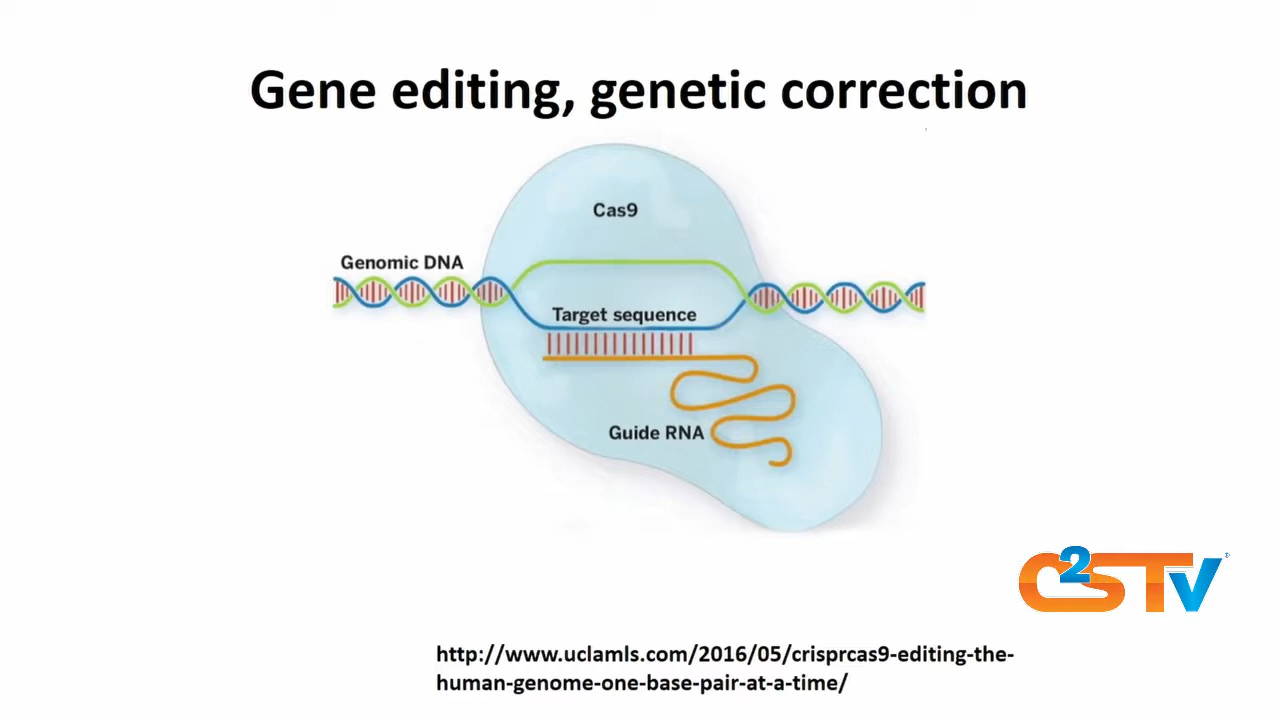 Gene editing, genetic correction
Cas9
Genomic DNA
Target sequence
Guide RNA
C2STV
http://www.uclamls.com/2016/05/crisprcas9-editing-the-
human-genome-one-base-pair-at-a-time/